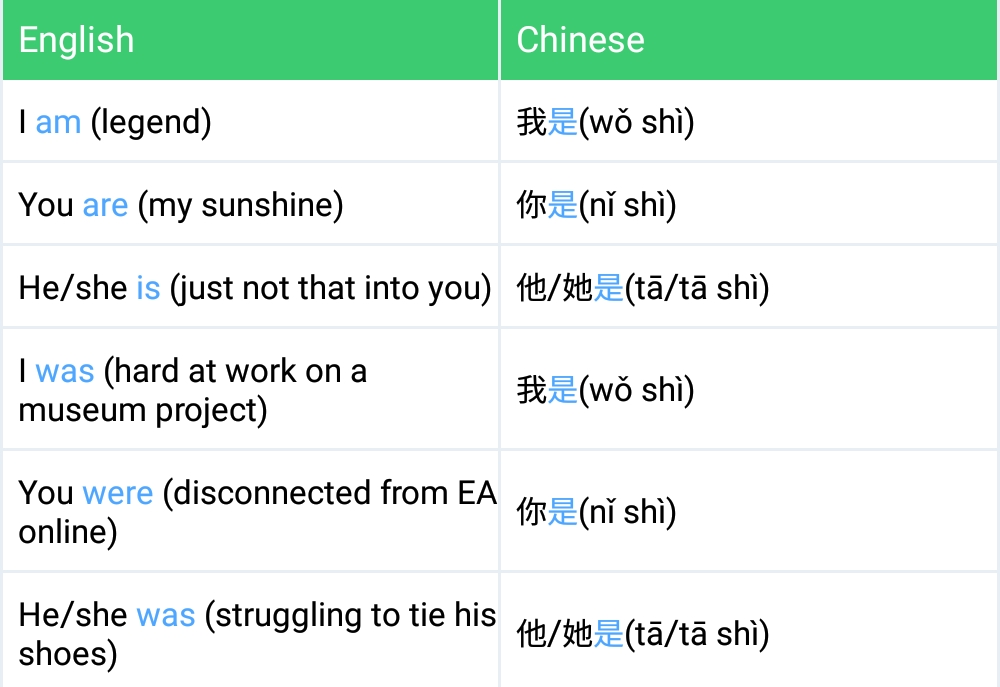 English
Chinese
I am (legend)
我是(wǒ shì)
You are (my sunshine)
你是(nǐ shì)
He/she is (just not that into you)
他/她是(tā/tā shì)
I was (hard at work on a
museum project)
我是(wǒ shì)
You were (disconnected from EA
online)
你是(nǐ shì)
He/she was (struggling to tie his
shoes)
他/她是(tā/tā shì)